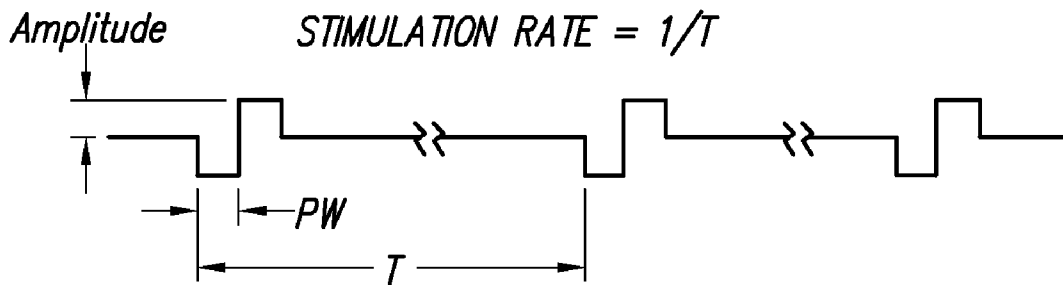 Amplitude
STIMULATION RATE = 1/T
PW
T